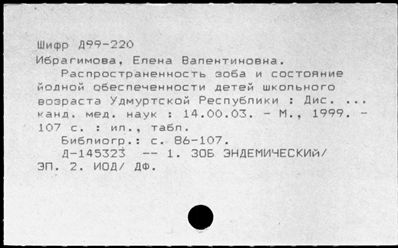 Шифр Д99-220
Ибрагимова, Елена Валентиновна.
Распространенность зоба и состояние
йодной обеспеченности детей школьного
возраста Удмуртской Республики : Дис. ...
канд. мед. наук : 14.00.03. - М., 1999. -
107 с. : ил., табл.
Библиогр.: с. 86-107.
Д-145323 -- 1. ЗОБ ЭНДЕМИЧЕСКИй/
ЭП. 2. ИОД/ ДФ.